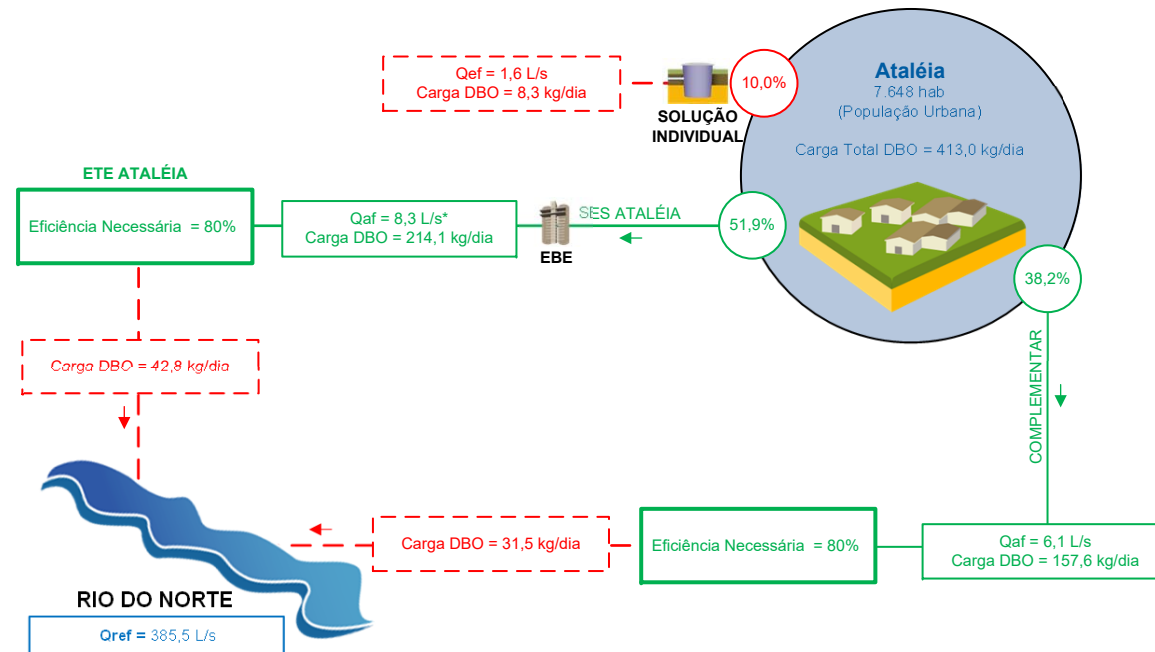 Ataléia
7.648 hab
(População Urbana)
Carga Total DBO = 413,0 kg/dia
10,0%
SOLUÇÃO
INDIVIDUAL
Qef = 1,6 L/s
Carga DBO = 8,3 kg/dia
51,9%
SES ATALÉIA
EBE
Qaf = 8,3 L/s*
Carga DBO = 214,1 kg/dia
ETE ATALÉIA
Eficiência Necessária = 80%
Carga DBO = 42,8 kg/dia
38,2%
COMPLEMENTAR
Qaf = 6,1 L/s
Carga DBO = 157,6 kg/dia
Eficiência Necessária = 80%
Carga DBO = 31,5 kg/dia
RIO DO NORTE
Qref = 385,5 L/s